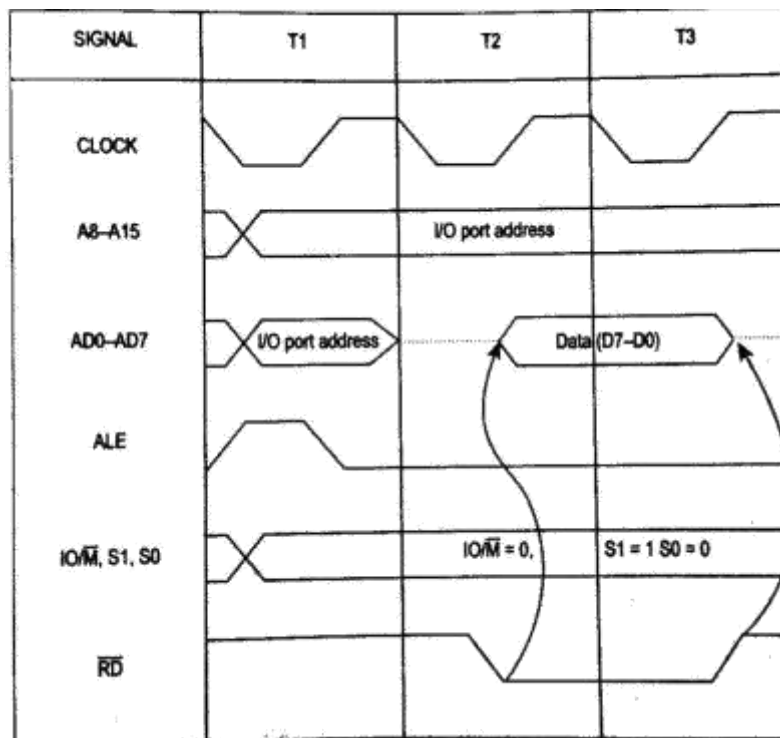 SIGNAL T1 T2 T3
CLOCK
A8–A15 I/O port address
AD0–AD7 I/O port address Data (D7–D0)
ALE
IO/M̅, S1, S0 IO/M̅ = 0, S1 = 1 S0 = 0
R̅D̅